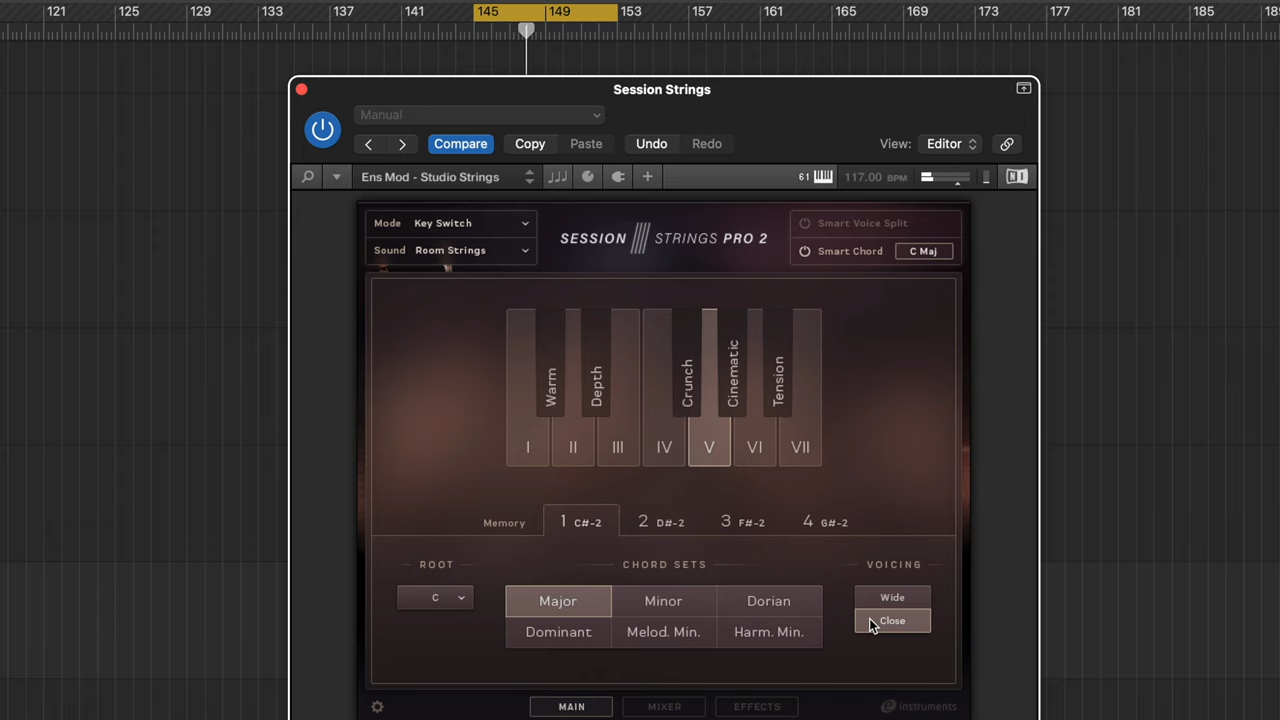 121 125 129 133 137 141 145 149 153 157 161 165 169 173 177 181 185
Session Strings
Manual
Compare Copy Paste Undo Redo View: Editor
Ens Mod - Studio Strings 61 117.00 BPM NI
Mode Key Switch
Sound Room Strings
SESSION STRINGS PRO 2
Smart Voice Split
Smart Chord C Maj
Warm Depth Crunch Cinematic Tension
I II III IV V VI VII
Memory 1 C#-2 2 D#-2 3 F#-2 4 G#-2
ROOT CHORD SETS VOICING
C Major Minor Dorian Wide
Dominant Melod. Min. Harm. Min. Close
MAIN MIXER EFFECTS e instruments